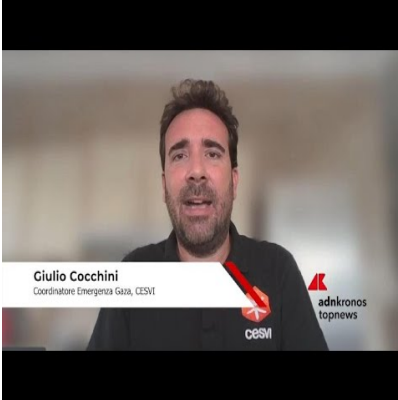 Giulio Cocchini
Coordinatore Emergenza Gaza, CESVI
cesvi
adnkronos
topnews